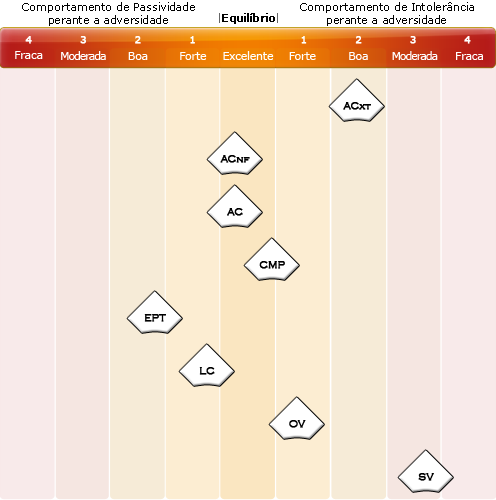 Comportamento de Passividade
perante a adversidade
|Equilíbrio|
Comportamento de Intolerância
perante a adversidade
4 3 2 1 1 2 3 4
Fraca Moderada Boa Forte Excelente Forte Boa Moderada Fraca
ACXT
ACNF
AC
CMP
EPT
LC
OV
SV